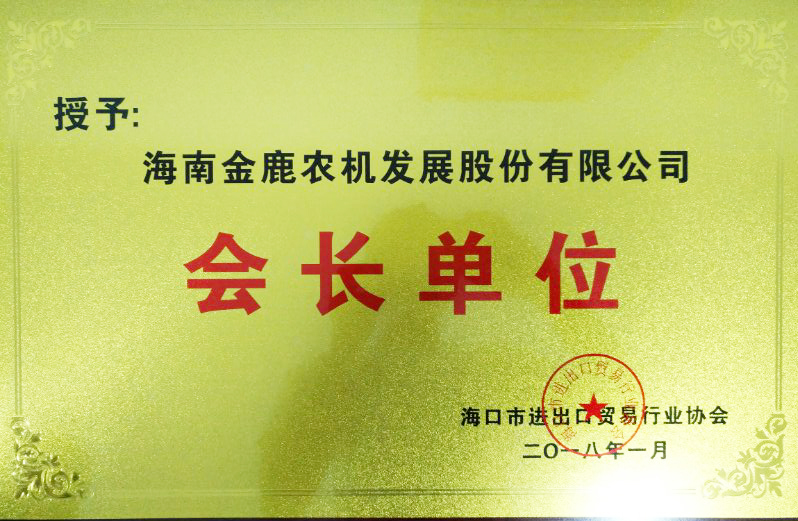 授予:
海南金鹿农机发展股份有限公司
会长单位
海口市进出口贸易行业协会
二〇一八年一月